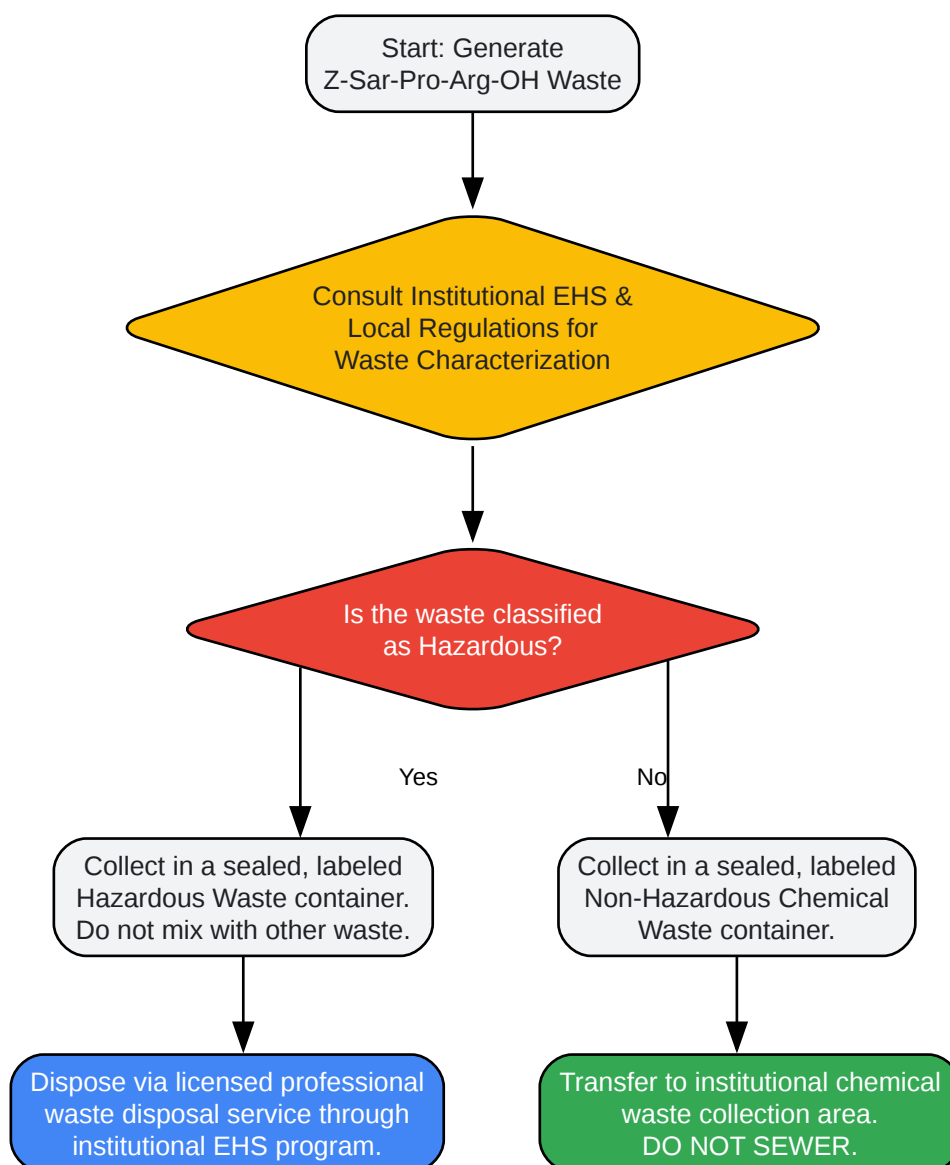 Start: Generate
Z-Sar-Pro-Arg-OH Waste
Consult Institutional EHS &
Local Regulations for
Waste Characterization
Is the waste classified
as Hazardous?
Yes
No
Collect in a sealed, labeled
Hazardous Waste container.
Do not mix with other waste.
Collect in a sealed, labeled
Non-Hazardous Chemical
Waste container.
Dispose via licensed professional
waste disposal service through
institutional EHS program.
Transfer to institutional chemical
waste collection area.
DO NOT SEWER.